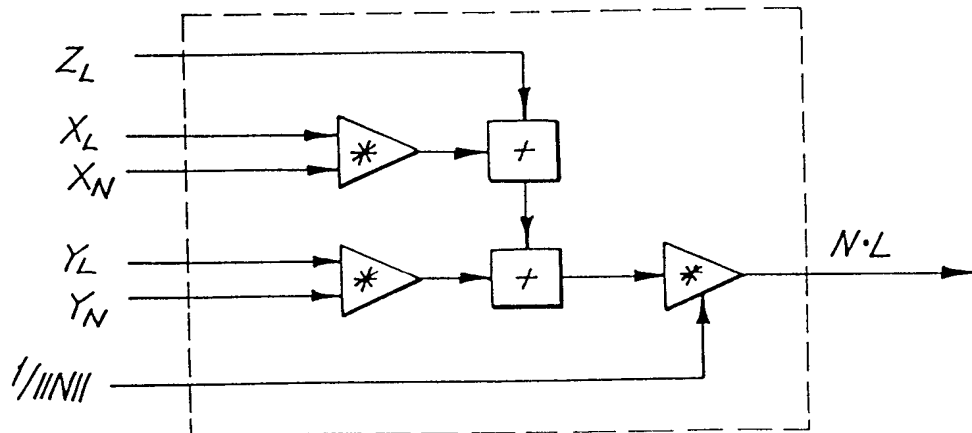 Z_L
X_L
*
+
X_N
Y_L
N·L
*
+
*
Y_N
1/||N||